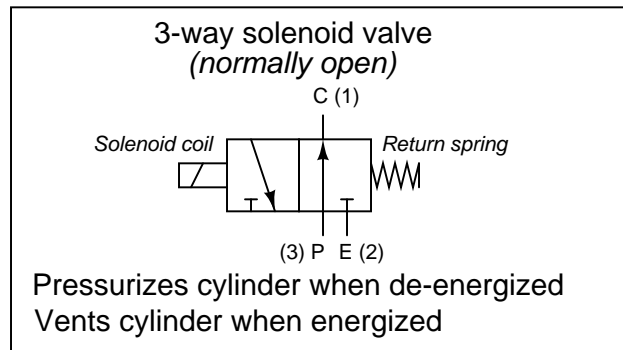 3-way solenoid valve
(normally open)
C (1)
Solenoid coil
Return spring
(3) P E (2)
Pressurizes cylinder when de-energized
Vents cylinder when energized